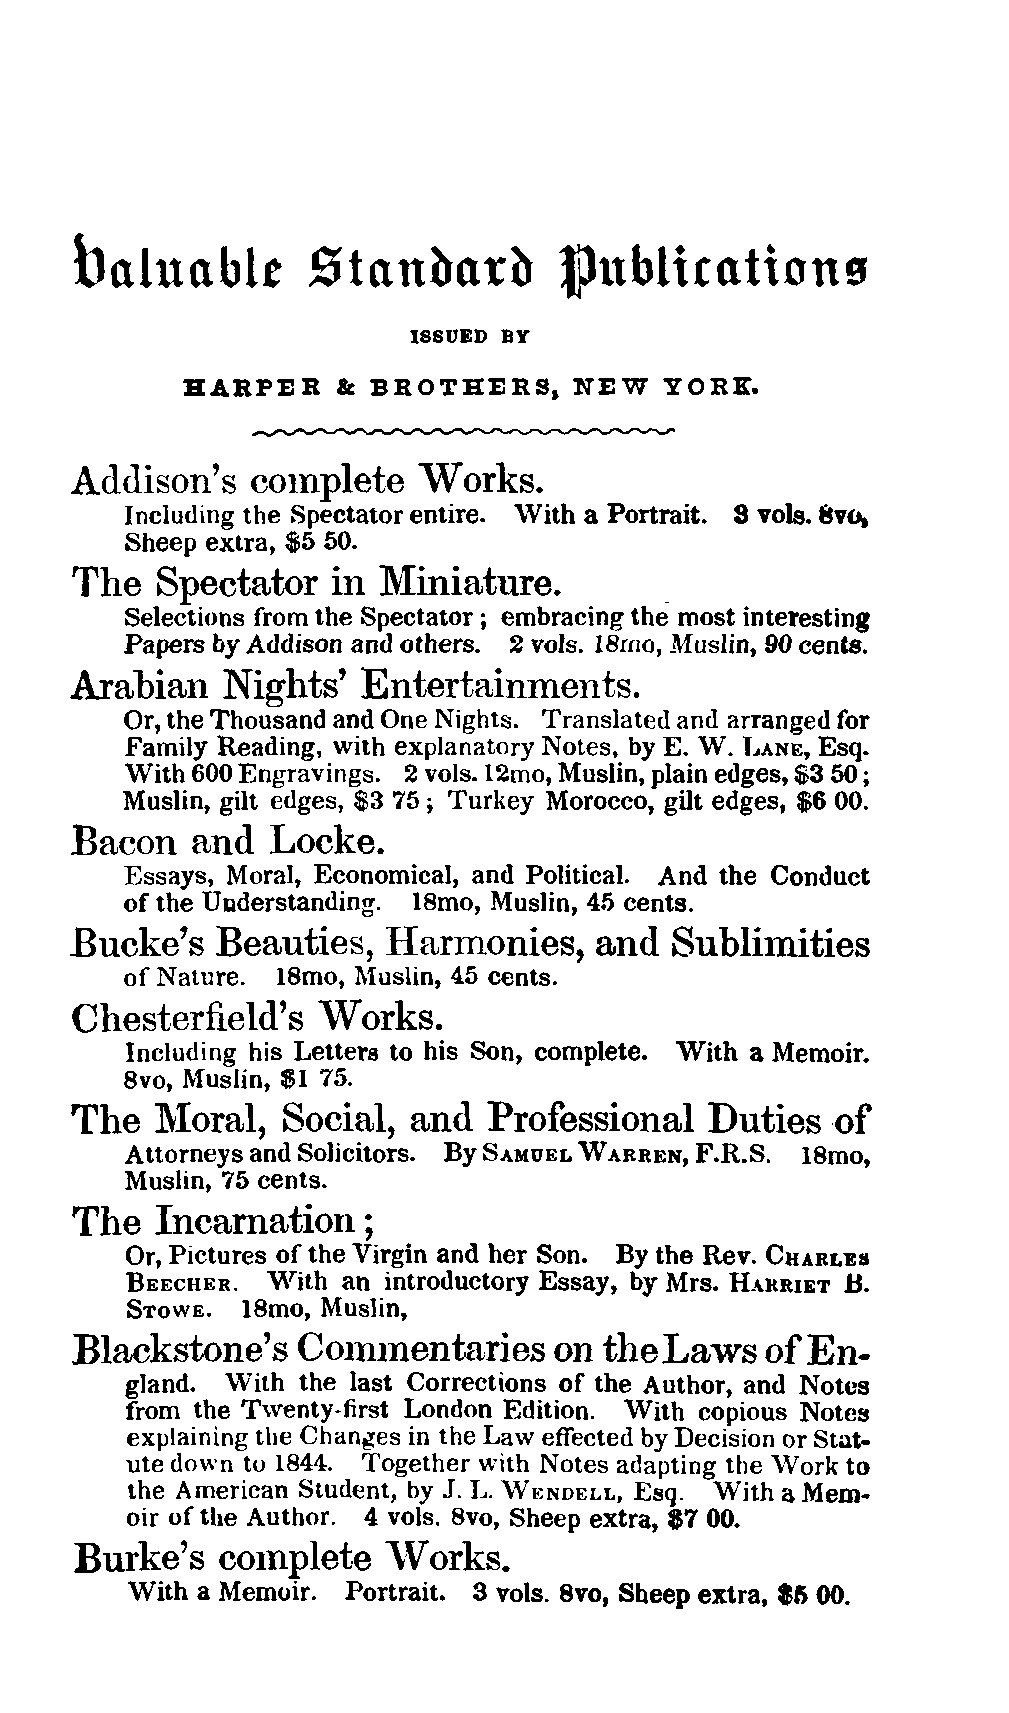 Valuable Standard Publications
ISSUED BY
HARPER & BROTHERS, NEW YORK.
Addison's complete Works.
Including the Spectator entire. With a Portrait. 3 vols. 8vo,
Sheep extra, $5 50.
The Spectator in Miniature.
Selections from the Spectator; embracing the most interesting
Papers by Addison and others. 2 vols. 18mo, Muslin, 90 cents.
Arabian Nights' Entertainments.
Or, the Thousand and One Nights. Translated and arranged for
Family Reading, with explanatory Notes, by E. W. LANE, Esq.
With 600 Engravings. 2 vols. 12mo, Muslin, plain edges, $3 50;
Muslin, gilt edges, $3 75; Turkey Morocco, gilt edges, $6 00.
Bacon and Locke.
Essays, Moral, Economical, and Political. And the Conduct
of the Understanding. 18mo, Muslin, 45 cents.
Bucke's Beauties, Harmonies, and Sublimities
of Nature. 18mo, Muslin, 45 cents.
Chesterfield's Works.
Including his Letters to his Son, complete. With a Memoir.
8vo, Muslin, $1 75.
The Moral, Social, and Professional Duties of
Attorneys and Solicitors. By SAMUEL WARREN, F.R.S. 18mo,
Muslin, 75 cents.
The Incarnation;
Or, Pictures of the Virgin and her Son. By the Rev. CHARLES
BEECHER. With an introductory Essay, by Mrs. HARRIET B.
STOWE. 18mo, Muslin,
Blackstone's Commentaries on the Laws of En-
gland. With the last Corrections of the Author, and Notes
from the Twenty-first London Edition. With copious Notes
explaining the Changes in the Law effected by Decision or Stat-
ute down to 1844. Together with Notes adapting the Work to
the American Student, by J. L. WENDELL, Esq. With a Mem-
oir of the Author. 4 vols. 8vo, Sheep extra, $7 00.
Burke's complete Works.
With a Memoir. Portrait. 3 vols. 8vo, Sheep extra, $5 00.